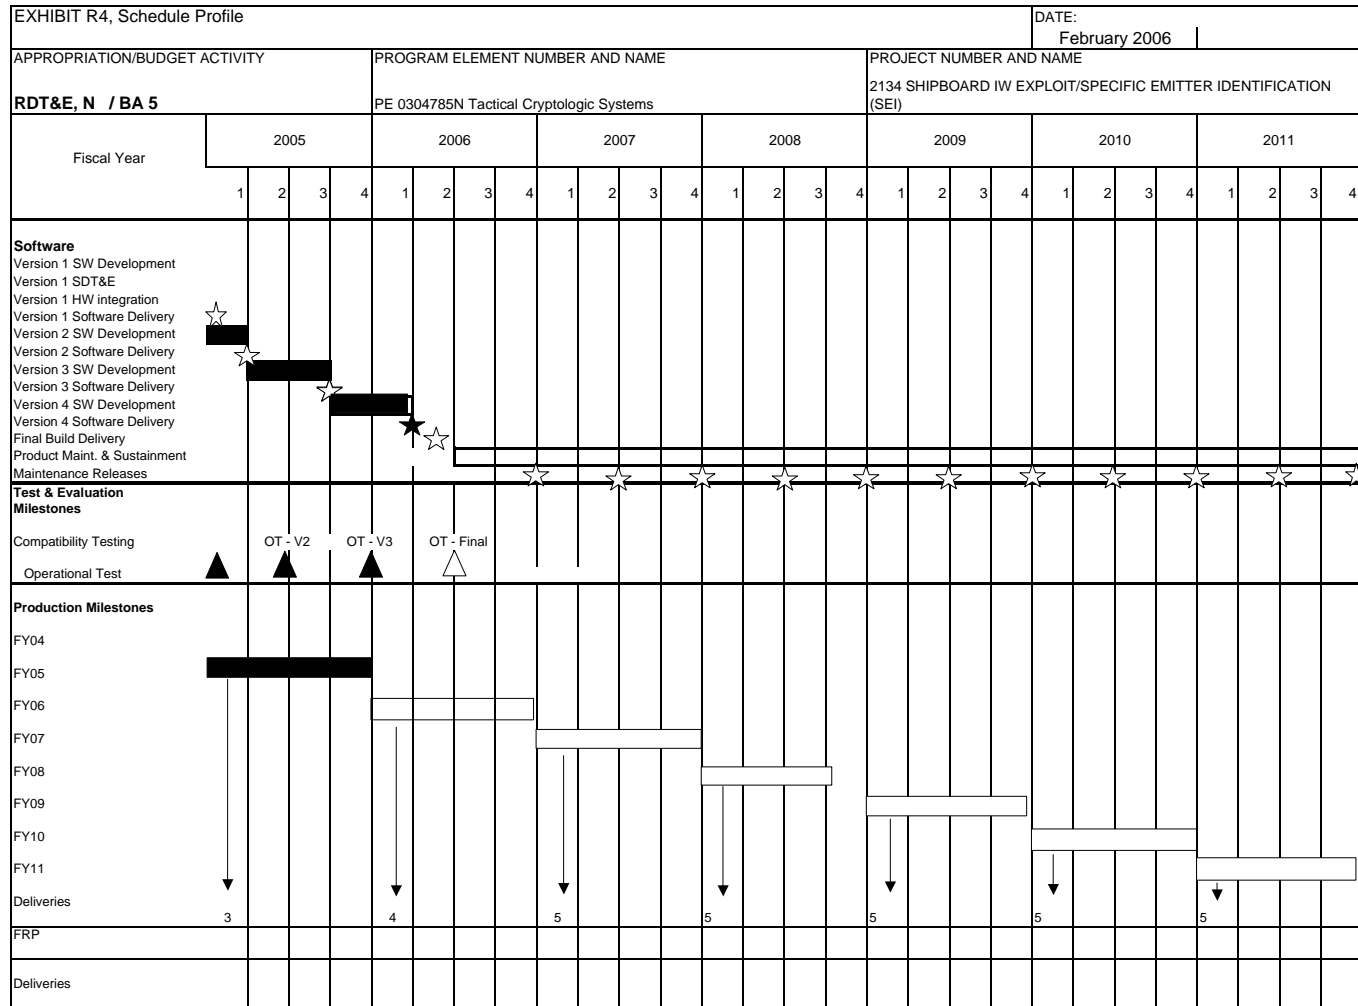 EXHIBIT R4, Schedule Profile
DATE:
February 2006
APPROPRIATION/BUDGET ACTIVITY
PROGRAM ELEMENT NUMBER AND NAME
PROJECT NUMBER AND NAME
RDT&E, N / BA 5
PE 0304785N Tactical Cryptologic Systems
2134 SHIPBOARD IW EXPLOIT/SPECIFIC EMITTER IDENTIFICATION
(SEI)
Fiscal Year
2005 2006 2007 2008 2009 2010 2011
1 2 3 4 1 2 3 4 1 2 3 4 1 2 3 4 1 2 3 4 1 2 3 4 1 2 3 4
Software
Version 1 SW Development
Version 1 SDT&E
Version 1 HW integration
Version 1 Software Delivery
Version 2 SW Development
Version 2 Software Delivery
Version 3 SW Development
Version 3 Software Delivery
Version 4 SW Development
Version 4 Software Delivery
Final Build Delivery
Product Maint. & Sustainment
Maintenance Releases
Test & Evaluation
Milestones
Compatibility Testing OT - V2 OT - V3 OT - Final
Operational Test
Production Milestones
FY04
FY05
FY06
FY07
FY08
FY09
FY10
FY11
Deliveries
3 4 5 5 5 5 5
FRP
Deliveries